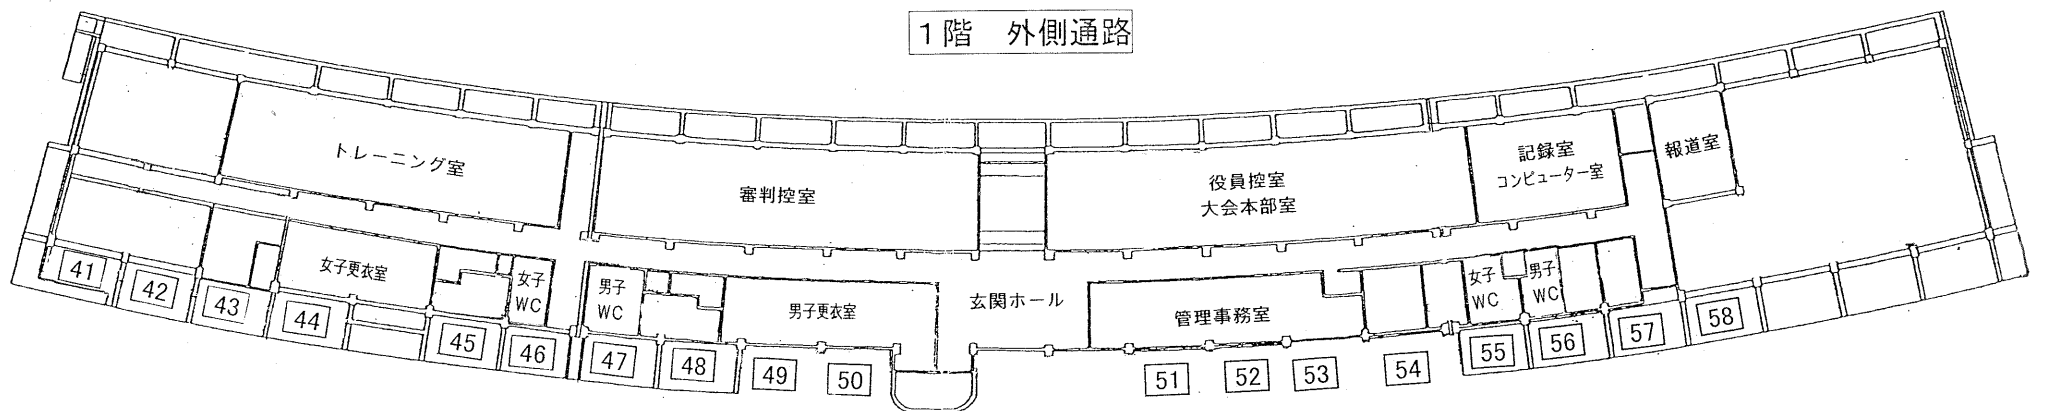 1階　外側通路
トレーニング室
審判控室
役員控室
大会本部室
記録室
コンピューター室
報道室
女子更衣室
女子
WC
男子
WC
男子更衣室
玄関ホール
管理事務室
女子
WC
男子
WC
41
42
43
44
45
46
47
48
49
50
51
52
53
54
55
56
57
58